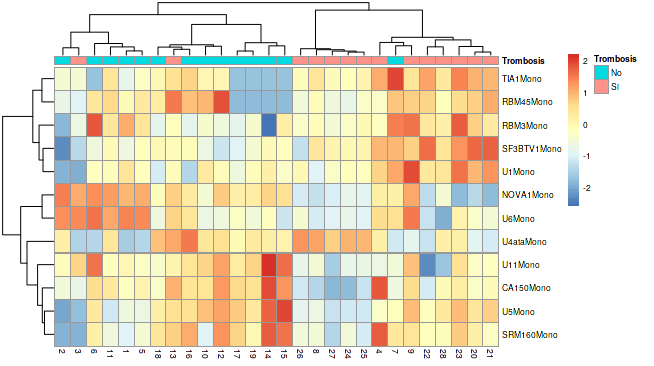 Trombosis
TIA1Mono
RBM45Mono
RBM3Mono
SF3BTV1Mono
U1Mono
NOVA1Mono
U6Mono
U4ataMono
U11Mono
CA150Mono
U5Mono
SRM160Mono
2 3 6 11 1 5 18 13 16 10 12 17 19 14 15 26 8 27 24 25 4 7 9 22 28 23 20 21
2
1
0
-1
-2
Trombosis
No
SI